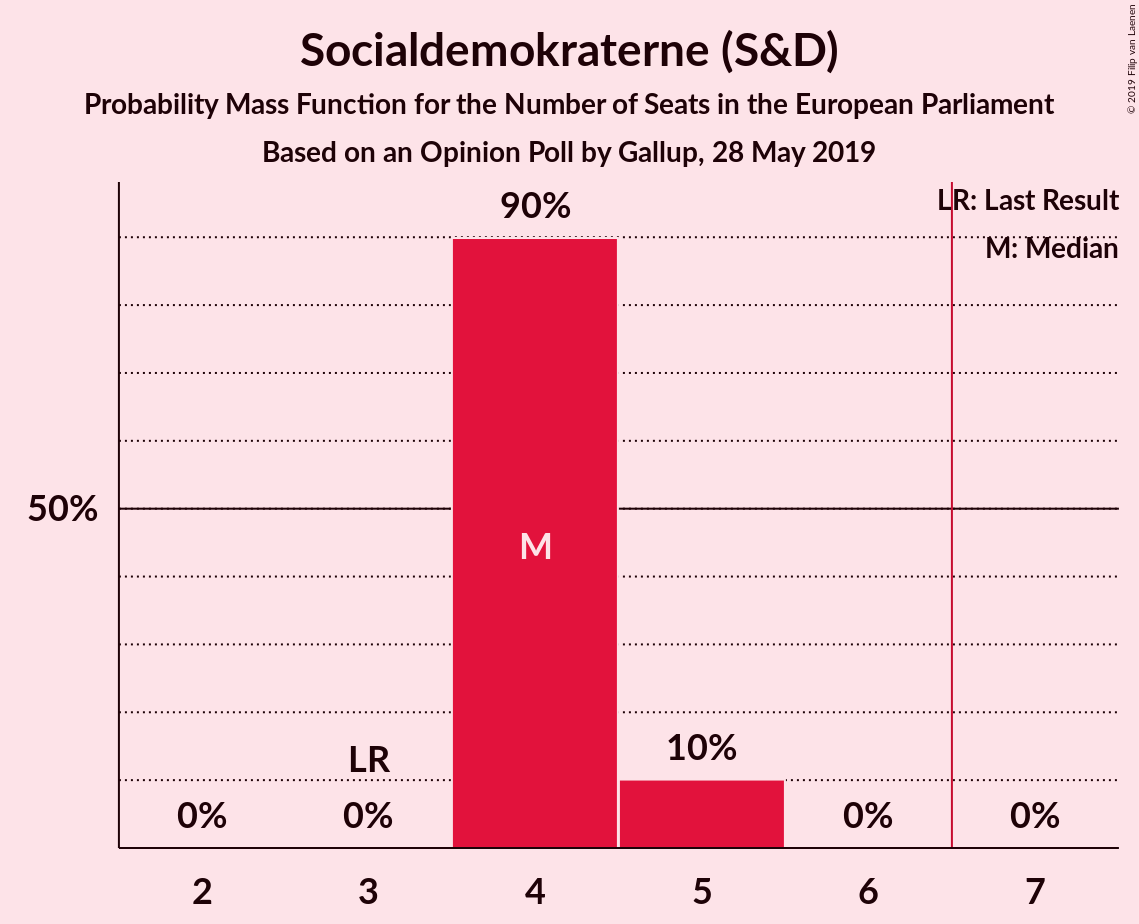 Socialdemokraterne (S&D)
Probability Mass Function for the Number of Seats in the European Parliament
Based on an Opinion Poll by Gallup, 28 May 2019
© 2019 Filip van Laenen
LR: Last Result
M: Median
90%
50%
M
LR
10%
0%
0%
0%
0%
2
3
4
5
6
7